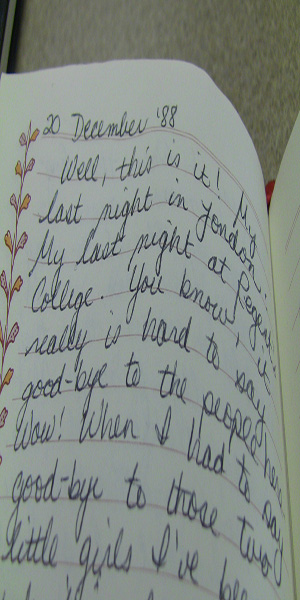 20 December '88
Well, this is it! My
last night in London.
My last night at Regent
College. You know, it
really is hard to say
good-bye to the people here
Wow! When I had to say
good-bye to those two
little girls I've been